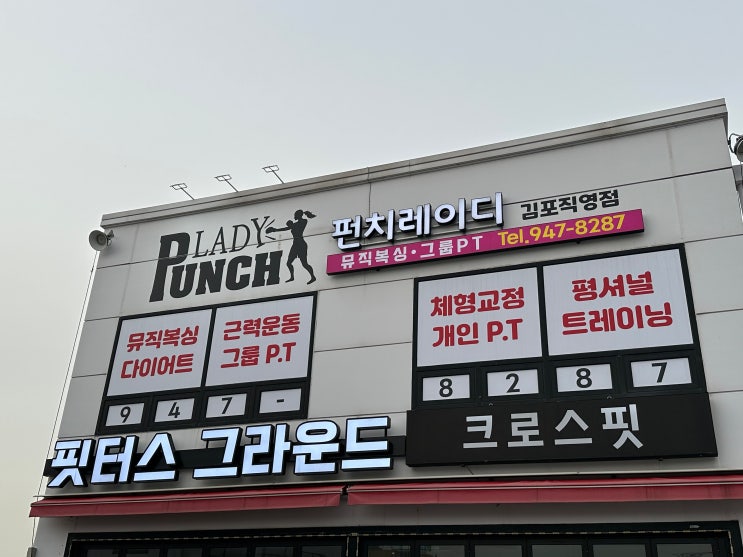 LADY
PUNCH
펀치레이디 김포직영점
뮤직복싱·그룹PT Tel.947-8287
뮤직복싱
다이어트
근력운동
그룹 P.T
체형교정
개인 P.T
평셔널
트레이닝
9 4 7 -
8 2 8 7
핏터스 그라운드
크로스핏